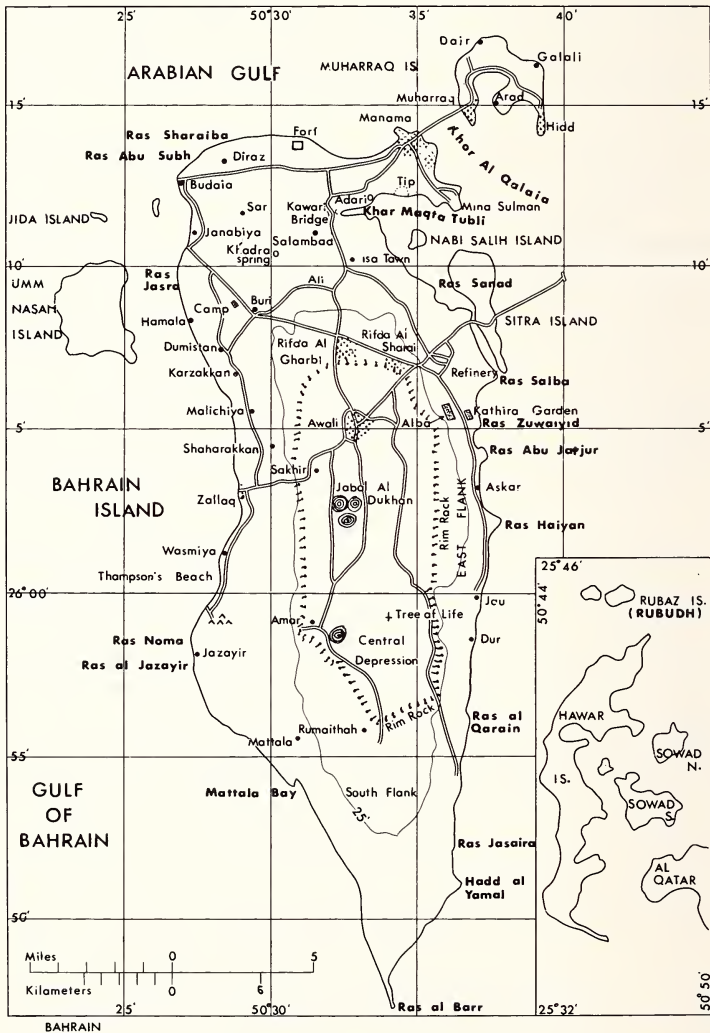 25'
50°30'
35'
40'
Dair
Galali
ARABIAN GULF
MUHARRAQ IS.
Muharraq
Arad
15'
15'
Manama
Hidd
Ras Sharaiba
Forf
Khor Al Qalaia
Ras Abu Subh
Diraz
Tip
Budaia
Adari
Mina Sulman
JIDA ISLAND
Sar
Kawar
Bridge
Khar Maqta Tubli
Janabiya
Salambad
NABI SALIH ISLAND
Khadra
spring
Isa Town
10'
10'
UMM
NASAN
ISLAND
Ras
Jasra
Ali
Ras Sanad
Camp
Buri
Hamala
SITRA ISLAND
Rifda Al
Gharbi
Rifda Al
Sharqi
Dumistan
Refinery
Karzakkan
Ras Salba
Malichiya
Kathira Garden
Awali
Alba
Ras Zuwaiyid
5'
5'
Shaharakkan
Ras Abu Jarjur
Sakhir
BAHRAIN
ISLAND
Jabal Al
Dukhan
Askar
Zallaq
Rim Rock
EAST FLANK
Ras Haiyan
Wasmiya
Thompson's Beach
25°46'
50°44'
RUBAZ IS.
(RUBUDH)
26°00'
Jou
Amar
Tree of Life
Ras Noma
Central
Depression
Dur
Ras al Jazayir
Jazayir
HAWAR
IS.
Rim Rock
Ras al
Qarain
Rumaithah
Mattala
SOWAD
N.
55'
Mattala Bay
South Flank
GULF
OF
BAHRAIN
25'
SOWAD
S.
Ras Jasaira
AL
QATAR
Hadd al
Yamal
50'
Miles
0
5
Kilometers
0
6
50°50'
Ras al Barr
25'
50°30'
35'
25°32'
BAHRAIN